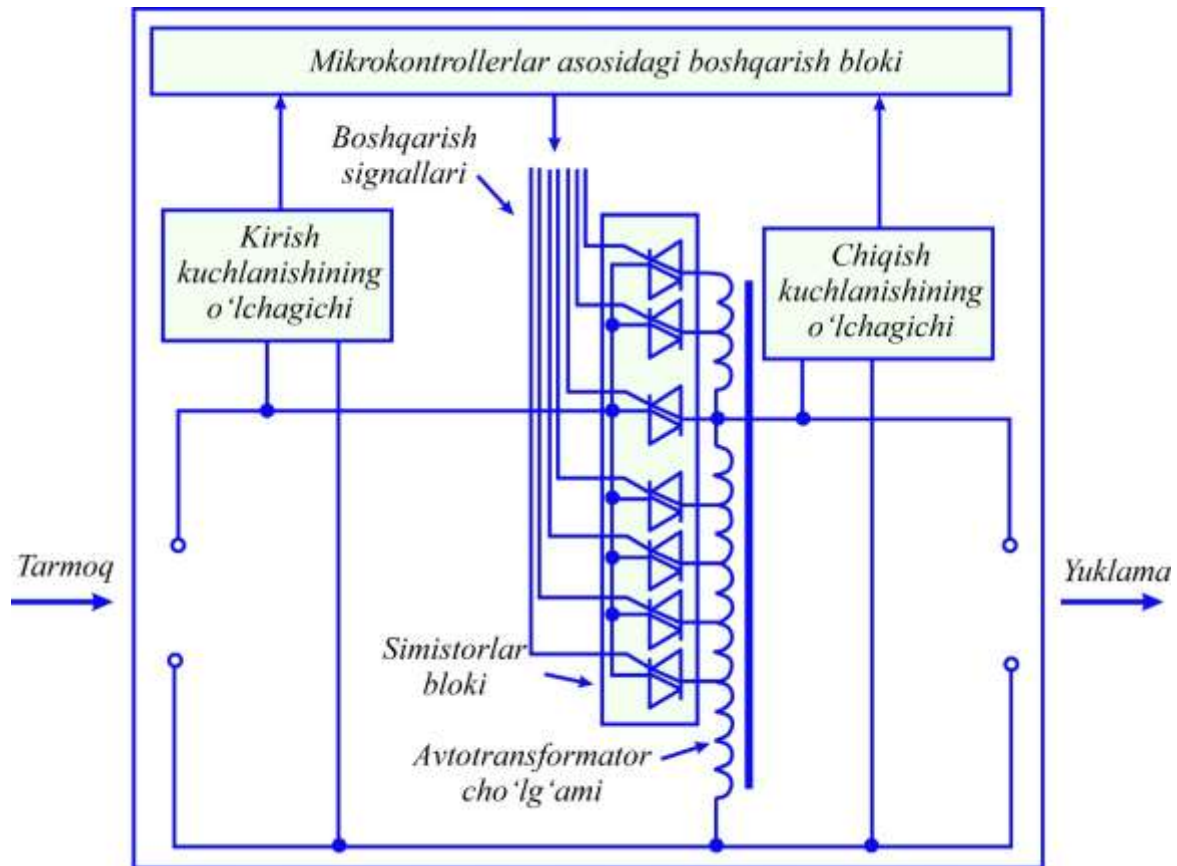 Mikrokontrollerlar asosidagi boshqarish bloki
Boshqarish
signallari
Kirish
kuchlanishining
o‘lchagichi
Chiqish
kuchlanishining
o‘lchagichi
Tarmoq
Yuklama
Simistorlar
bloki
Avtotransformator
cho‘lg‘ami